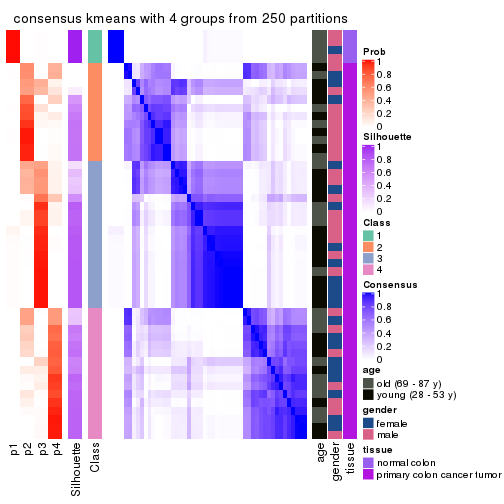 consensus kmeans with 4 groups from 250 partitions
Prob
1
0.8
0.6
0.4
0.2
0
Silhouette
1
0.8
0.6
0.4
0.2
0
Class
1
2
3
4
Consensus
1
0.8
0.6
0.4
0.2
0
age
old (69 - 87 y)
young (28 - 53 y)
gender
female
male
tissue
normal colon
primary colon cancer tumor
p1
p2
p3
p4
Silhouette
Class
age
gender
tissue